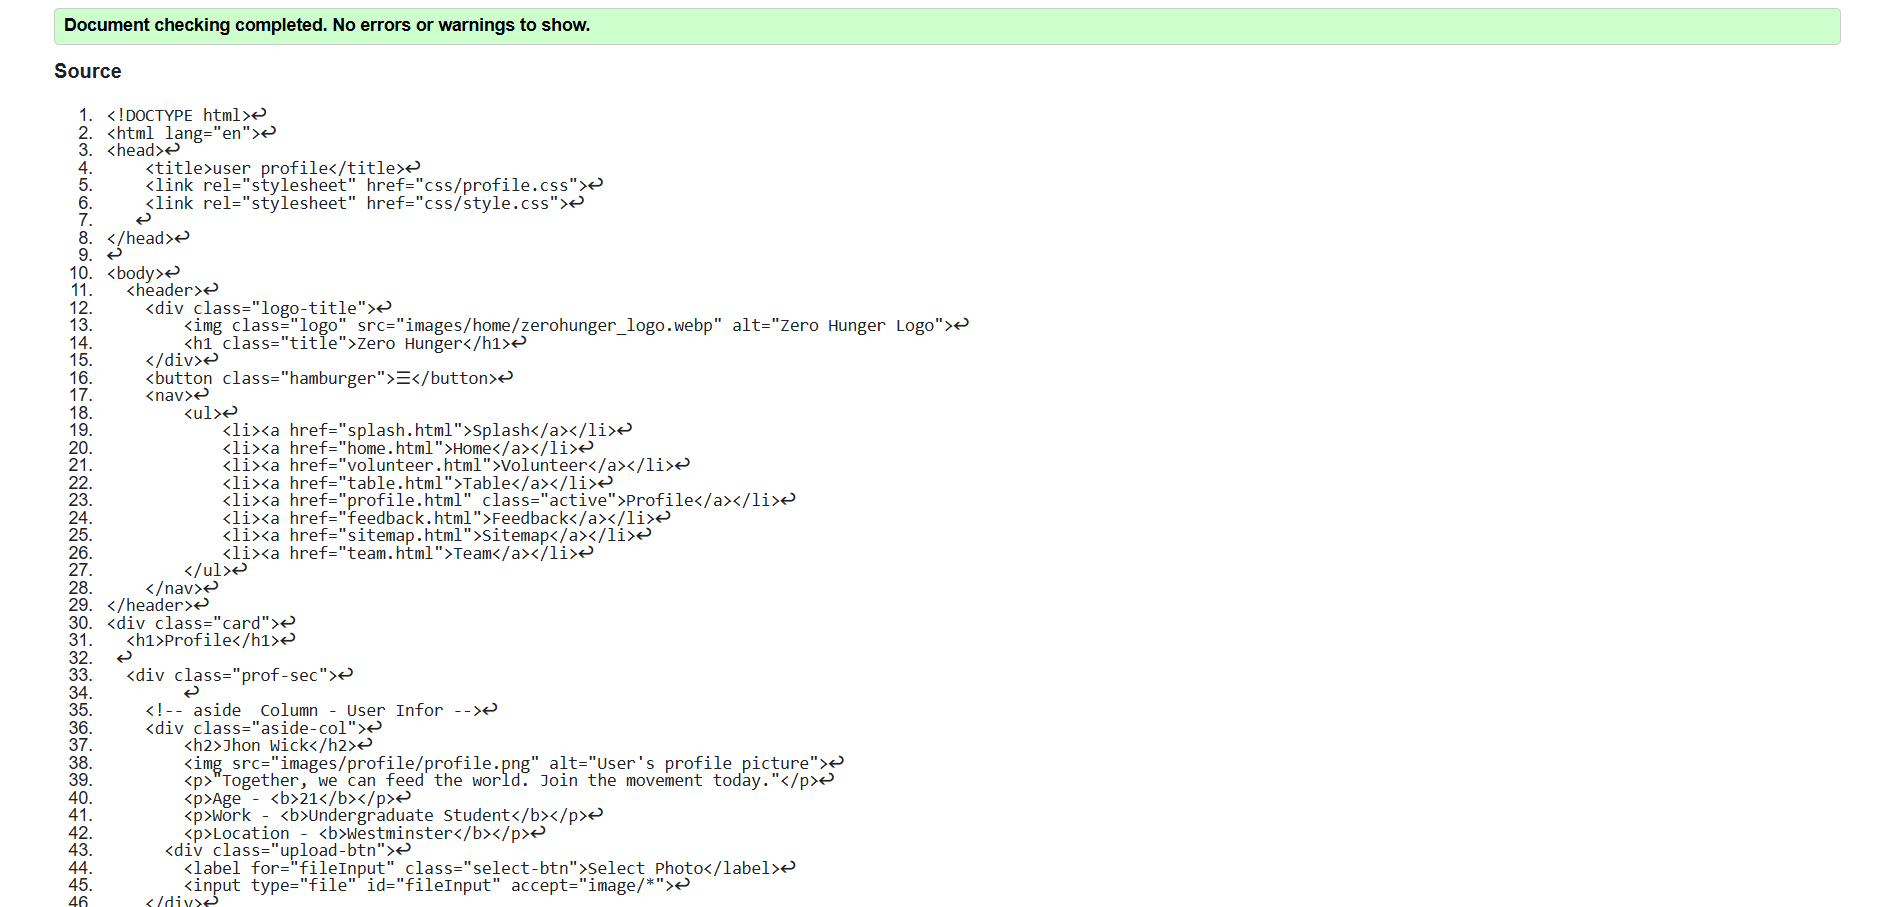 Document checking completed. No errors or warnings to show.
Source
1. <!DOCTYPE html>↩
2. <html lang="en">↩
3. <head>↩
4.     <title>user profile</title>↩
5.     <link rel="stylesheet" href="css/profile.css">↩
6.     <link rel="stylesheet" href="css/style.css">↩
7.    ↩
8. </head>↩
9. ↩
10. <body>↩
11.   <header>↩
12.     <div class="logo-title">↩
13.         <img class="logo" src="images/home/zerohunger_logo.webp" alt="Zero Hunger Logo">↩
14.         <h1 class="title">Zero Hunger</h1>↩
15.     </div>↩
16.     <button class="hamburger">☰</button>↩
17.     <nav>↩
18.         <ul>↩
19.             <li><a href="splash.html">Splash</a></li>↩
20.             <li><a href="home.html">Home</a></li>↩
21.             <li><a href="volunteer.html">Volunteer</a></li>↩
22.             <li><a href="table.html">Table</a></li>↩
23.             <li><a href="profile.html" class="active">Profile</a></li>↩
24.             <li><a href="feedback.html">Feedback</a></li>↩
25.             <li><a href="sitemap.html">Sitemap</a></li>↩
26.             <li><a href="team.html">Team</a></li>↩
27.         </ul>↩
28.     </nav>↩
29. </header>↩
30. <div class="card">↩
31.   <h1>Profile</h1>↩
32.  ↩
33.   <div class="prof-sec">↩
34.         ↩
35.     <!-- aside  Column - User Infor -->↩
36.     <div class="aside-col">↩
37.         <h2>Jhon Wick</h2>↩
38.         <img src="images/profile/profile.png" alt="User's profile picture">↩
39.         <p>"Together, we can feed the world. Join the movement today."</p>↩
40.         <p>Age - <b>21</b></p>↩
41.         <p>Work - <b>Undergraduate Student</b></p>↩
42.         <p>Location - <b>Westminster</b></p>↩
43.       <div class="upload-btn">↩
44.         <label for="fileInput" class="select-btn">Select Photo</label>↩
45.         <input type="file" id="fileInput" accept="image/*">↩
46     </div>↩